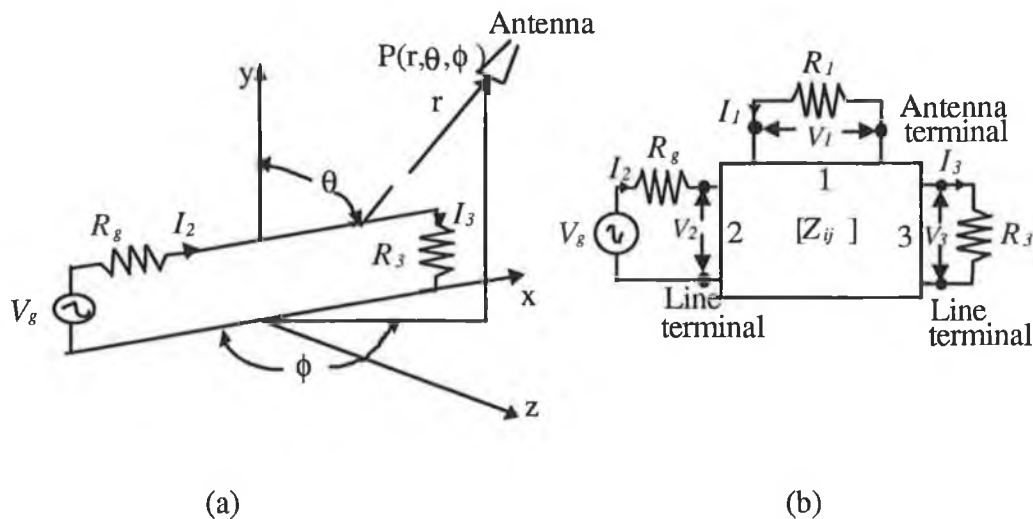 Antenna
P(r,θ,ϕ)
y
r
θ
R_g
I_2
I_3
R_3
x
V_g
ϕ
z
(a)
R_1
I_1
V_1
Antenna
terminal
I_2
R_g
I_3
1
V_g
V_2
2
[Z_ij ]
3
V_3
R_3
Line
terminal
Line
terminal
(b)